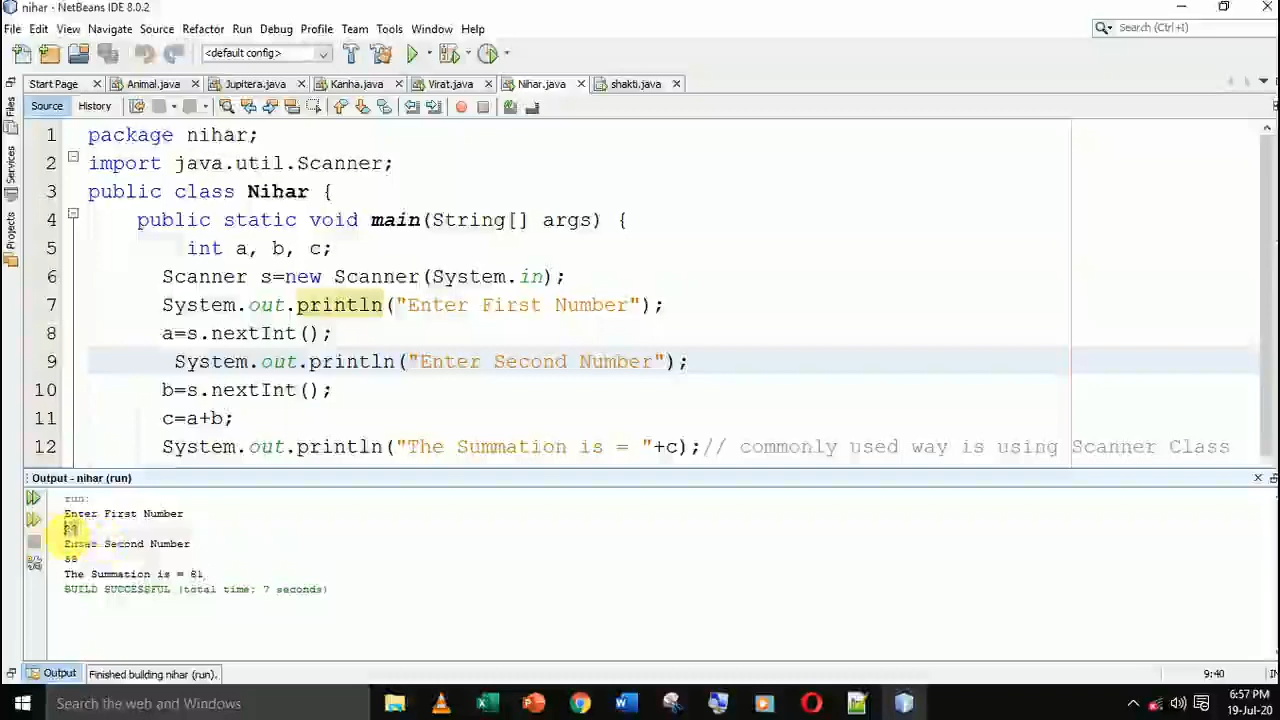 nihar - NetBeans IDE 8.0.2
File Edit View Navigate Source Refactor Run Debug Profile Team Tools Window Help
Search (Ctrl+I)
<default config>
Start Page Animal.java Jupitera.java Kanha.java Virat.java Nihar.java shakti.java
Source History
1 package nihar;
2 import java.util.Scanner;
3 public class Nihar {
4 public static void main(String[] args) {
5 int a, b, c;
6 Scanner s=new Scanner(System.in);
7 System.out.println("Enter First Number");
8 a=s.nextInt();
9 System.out.println("Enter Second Number");
10 b=s.nextInt();
11 c=a+b;
12 System.out.println("The Summation is = "+c);// commonly used way is using Scanner Class
Files
Services
Projects
Output - nihar (run)
run:
Enter First Number
Enter Second Number
58
The Summation is = 81
BUILD SUCCESSFUL (total time: 7 seconds)
Output Finished building nihar (run).
9:40
Search the web and Windows
6:57 PM
19-Jul-20